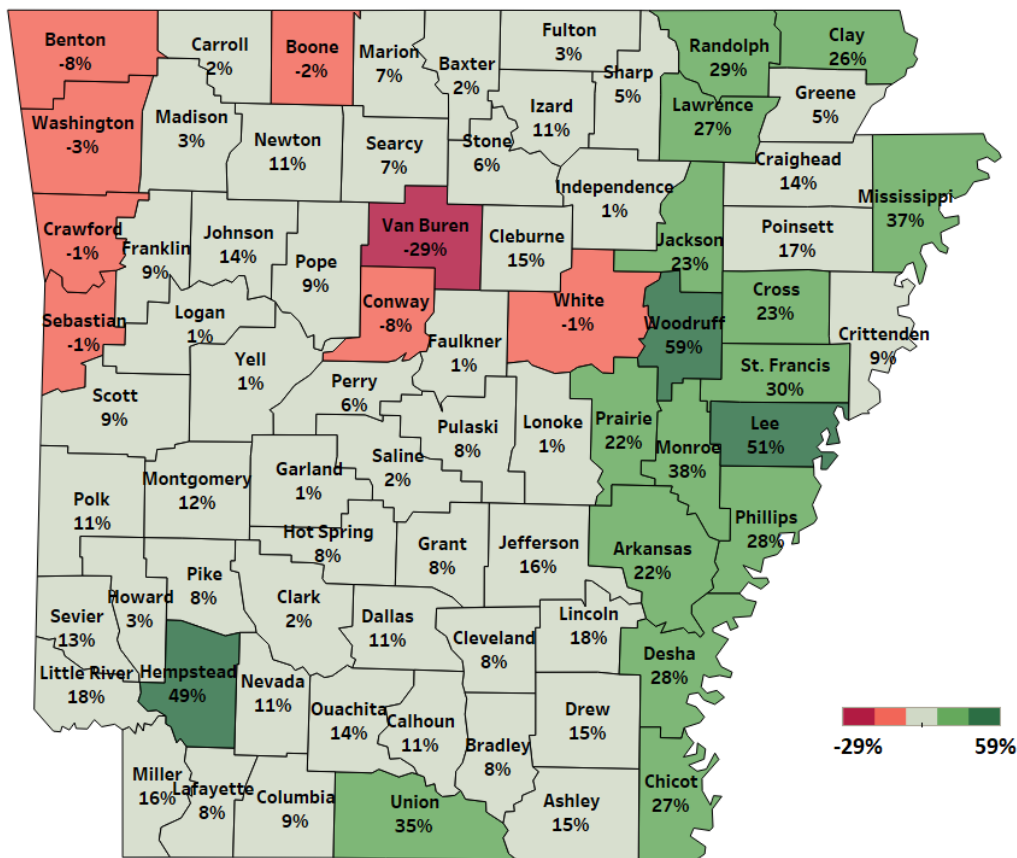 Benton
-8%
Carroll
2%
Boone
-2%
Marion
7%
Baxter
2%
Fulton
3%
Sharp
5%
Randolph
29%
Clay
26%
Washington
-3%
Madison
3%
Newton
11%
Searcy
7%
Stone
6%
Izard
11%
Lawrence
27%
Greene
5%
Independence
1%
Craighead
14%
Mississippi
37%
Crawford
-1%
Franklin
9%
Johnson
14%
Pope
9%
Van Buren
-29%
Cleburne
15%
Jackson
23%
Poinsett
17%
Sebastian
-1%
Logan
1%
Conway
-8%
Faulkner
1%
White
-1%
Woodruff
59%
Cross
23%
Crittenden
9%
Scott
9%
Yell
1%
Perry
6%
St. Francis
30%
Pulaski
8%
Lonoke
1%
Prairie
22%
Monroe
38%
Lee
51%
Polk
11%
Montgomery
12%
Garland
1%
Saline
2%
Hot Spring
8%
Grant
8%
Jefferson
16%
Arkansas
22%
Phillips
28%
Sevier
13%
Howard
3%
Pike
8%
Clark
2%
Dallas
11%
Cleveland
8%
Lincoln
18%
Desha
28%
Little River
18%
Hempstead
49%
Nevada
11%
Ouachita
14%
Calhoun
11%
Bradley
8%
Drew
15%
Miller
16%
Lafayette
8%
Columbia
9%
Union
35%
Ashley
15%
Chicot
27%
-29%
59%